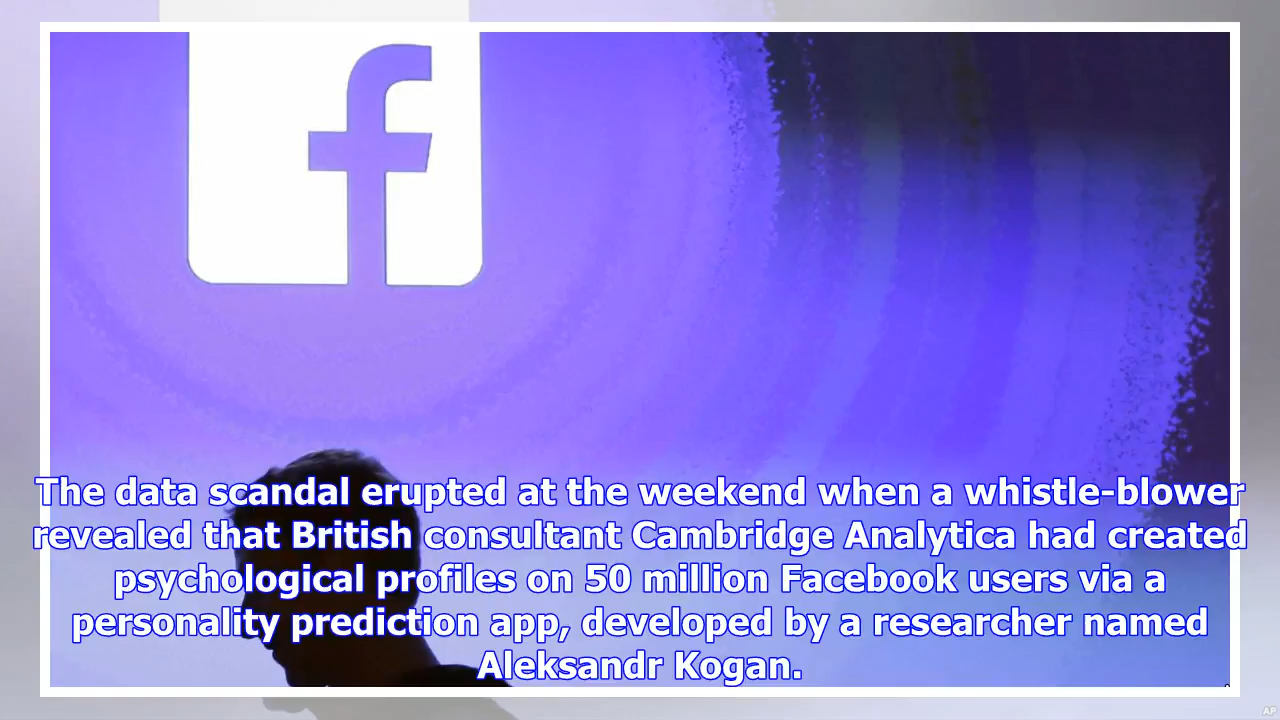 f
The data scandal erupted at the weekend when a whistle-blower
revealed that British consultant Cambridge Analytica had created
psychological profiles on 50 million Facebook users via a
personality prediction app, developed by a researcher named
Aleksandr Kogan.
AP